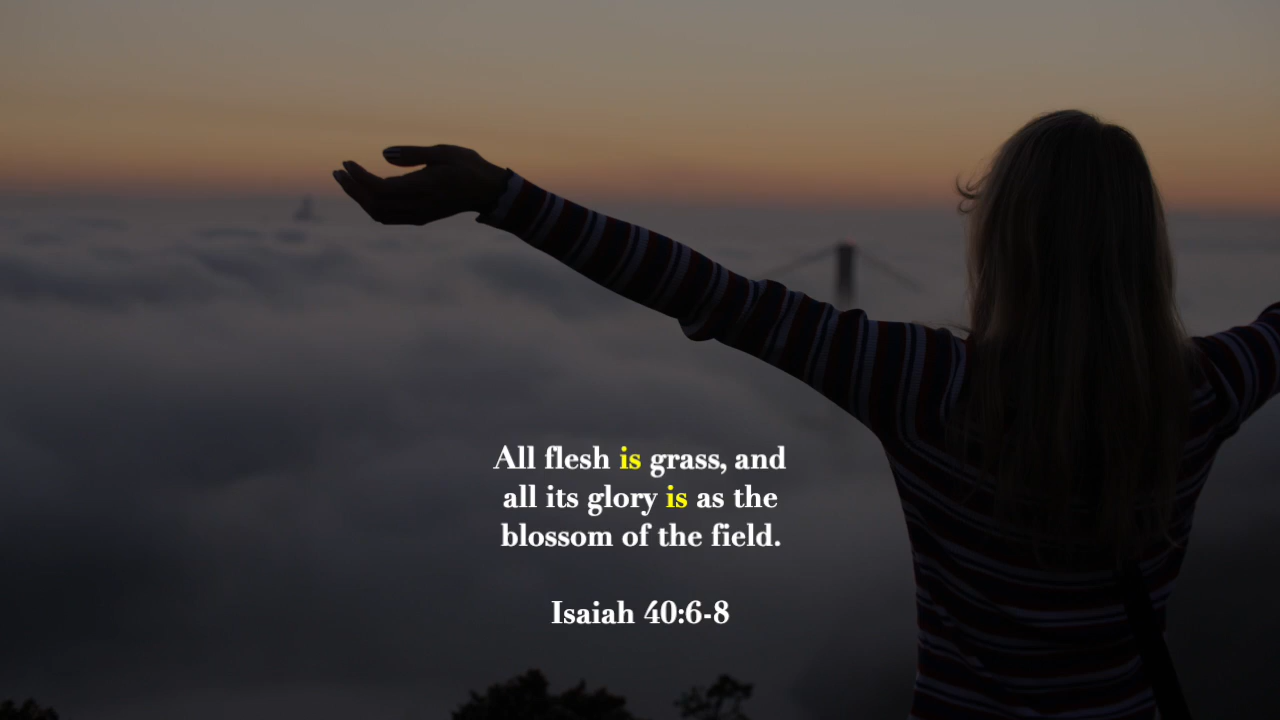 All flesh is grass, and
all its glory is as the
blossom of the field.
Isaiah 40:6-8